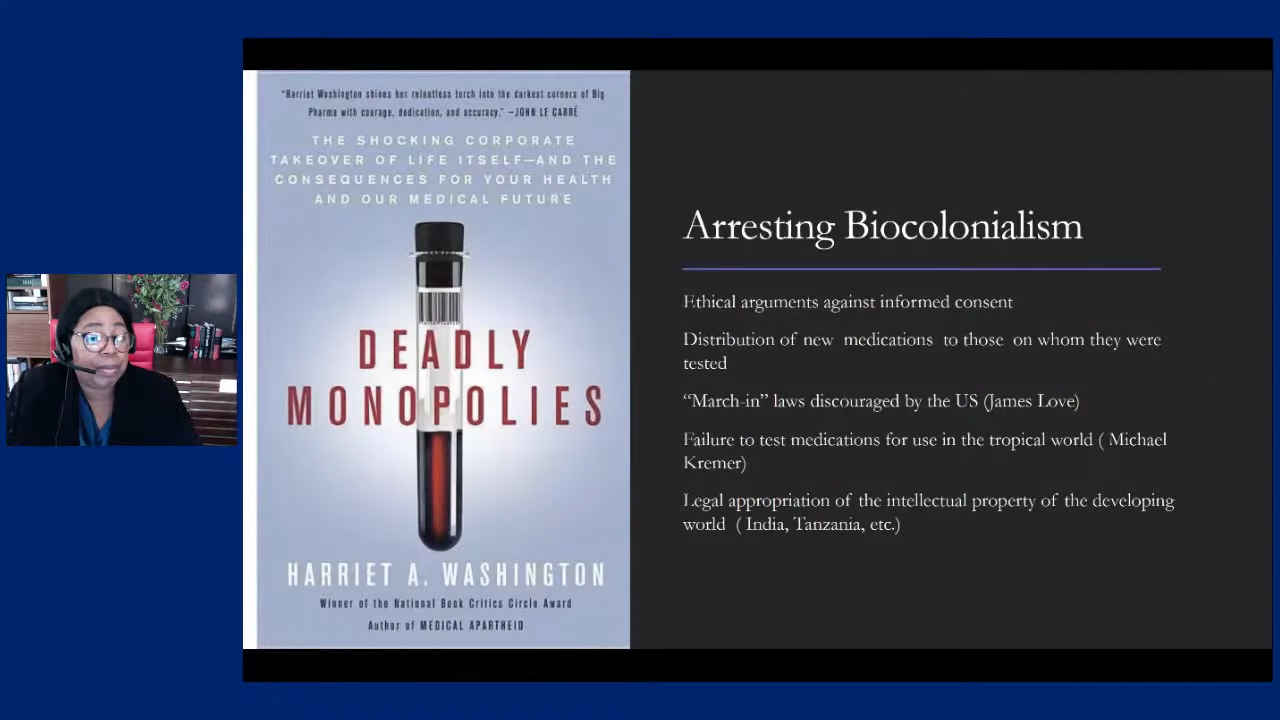 "Harriet Washington shines her relentless torch into the darkest corners of Big
Pharma with courage, dedication, and accuracy." —JOHN LE CARRÉ
THE SHOCKING CORPORATE
TAKEOVER OF LIFE ITSELF—AND THE
CONSEQUENCES FOR YOUR HEALTH
AND OUR MEDICAL FUTURE
DEADLY
MONOPOLIES
HARRIET A. WASHINGTON
Winner of the National Book Critics Circle Award
Author of MEDICAL APARTHEID
Arresting Biocolonialism
Ethical arguments against informed consent
Distribution of new medications to those on whom they were
tested
“March-in” laws discouraged by the US (James Love)
Failure to test medications for use in the tropical world ( Michael
Kremer)
Legal appropriation of the intellectual property of the developing
world ( India, Tanzania, etc.)